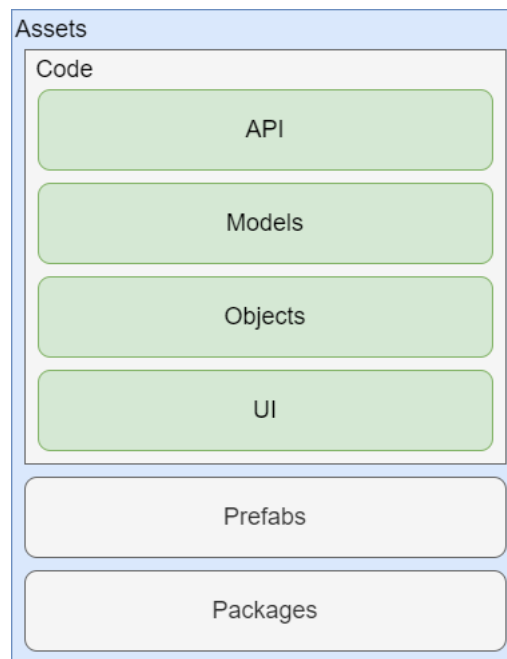 Assets
Code
API
Models
Objects
UI
Prefabs
Packages